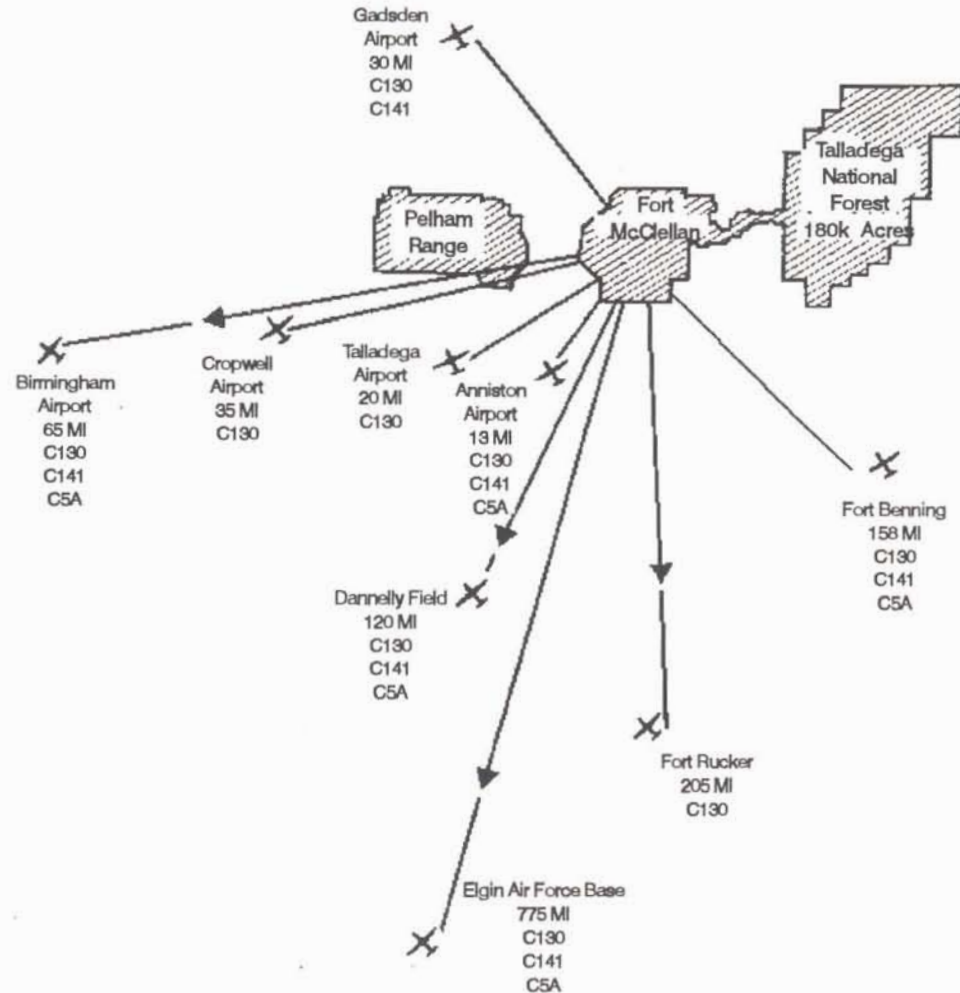 Gadsden
Airport
30 MI
C130
C141
Talladega
National
Forest
180k Acres
Fort
McClellan
Pelham
Range
Birmingham
Airport
65 MI
C130
C141
C5A
Cropwell
Airport
35 MI
C130
Talladega
Airport
20 MI
C130
Anniston
Airport
13 MI
C130
C141
C5A
Fort Benning
158 MI
C130
C141
C5A
Dannelly Field
120 MI
C130
C141
C5A
Fort Rucker
205 MI
C130
Elgin Air Force Base
775 MI
C130
C141
C5A